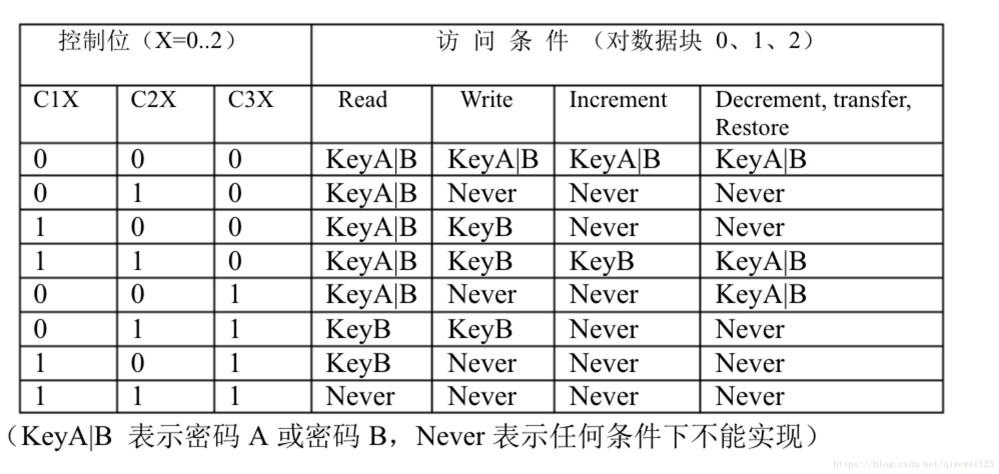 控制位（X=0..2） 访 问 条 件 （对数据块 0、1、2）
C1X C2X C3X Read Write Increment Decrement, transfer,
Restore
0 0 0 KeyA|B KeyA|B KeyA|B KeyA|B
0 1 0 KeyA|B Never Never Never
1 0 0 KeyA|B KeyB Never Never
1 1 0 KeyA|B KeyB KeyB KeyA|B
0 0 1 KeyA|B Never Never KeyA|B
0 1 1 KeyB KeyB Never Never
1 0 1 KeyB Never Never Never
1 1 1 Never Never Never Never
（KeyA|B 表示密码 A 或密码 B，Never 表示任何条件下不能实现）
https://blog.csdn.net/qizewei123